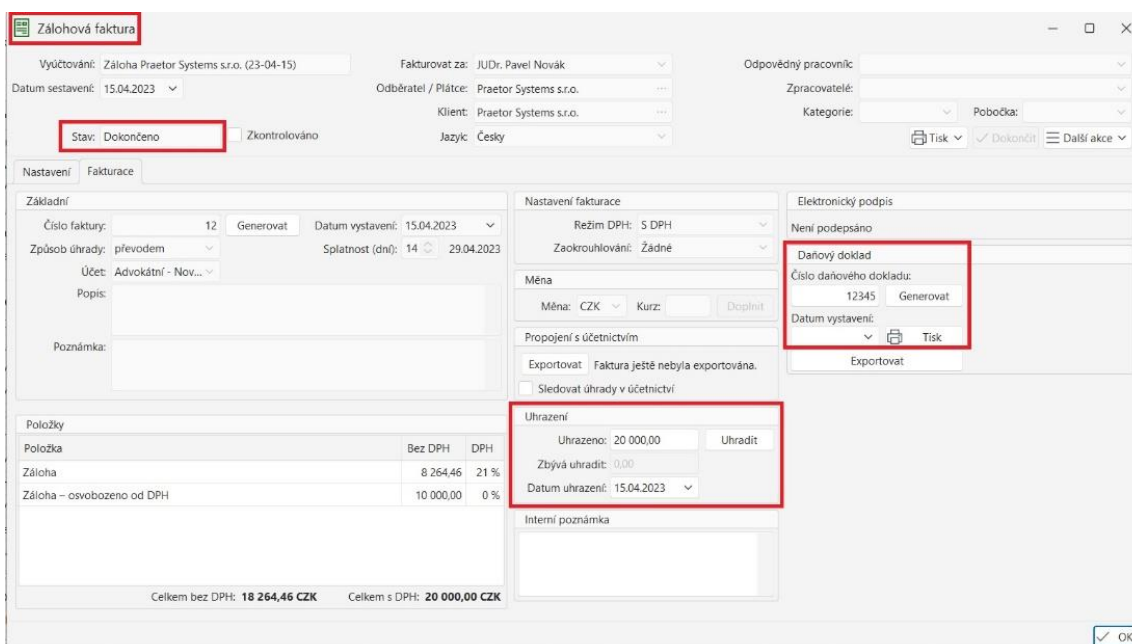 Zálohová faktura
Vyúčtování: Záloha Praetor Systems s.r.o. (23-04-15) Fakturovat za: JUDr. Pavel Novák Odpovědný pracovník:
Datum sestavení: 15.04.2023 Odběratel / Plátce: Praetor Systems s.r.o. ... Zpracovatelé:
Klient: Praetor Systems s.r.o. ... Kategorie: Pobočka:
Stav: Dokončeno Zkontrolováno Jazyk: Česky Tisk Dokončit Další akce
Nastavení Fakturace
Základní
Číslo faktury: 12 Generovat Datum vystavení: 15.04.2023
Způsob úhrady: převodem Splatnost (dní): 14 29.04.2023
Účet: Advokátní - Nov...
Popis:
Poznámka:
Nastavení fakturace
Režim DPH: S DPH
Zaokrouhlování: Žádné
Měna
Měna: CZK Kurz: Doplnit
Propojení s účetnictvím
Exportovat Faktura ještě nebyla exportována.
Sledovat úhrady v účetnictví
Elektronický podpis
Není podepsáno
Daňový doklad
Číslo daňového dokladu:
12345 Generovat
Datum vystavení:
Tisk
Exportovat
Položky
Položka Bez DPH DPH
Záloha 8 264,46 21 %
Záloha – osvobozeno od DPH 10 000,00 0 %
Celkem bez DPH: 18 264,46 CZK Celkem s DPH: 20 000,00 CZK
Uhrazení
Uhrazeno: 20 000,00 Uhradit
Zbývá uhradit: 0,00
Datum uhrazení: 15.04.2023
Interní poznámka
OK